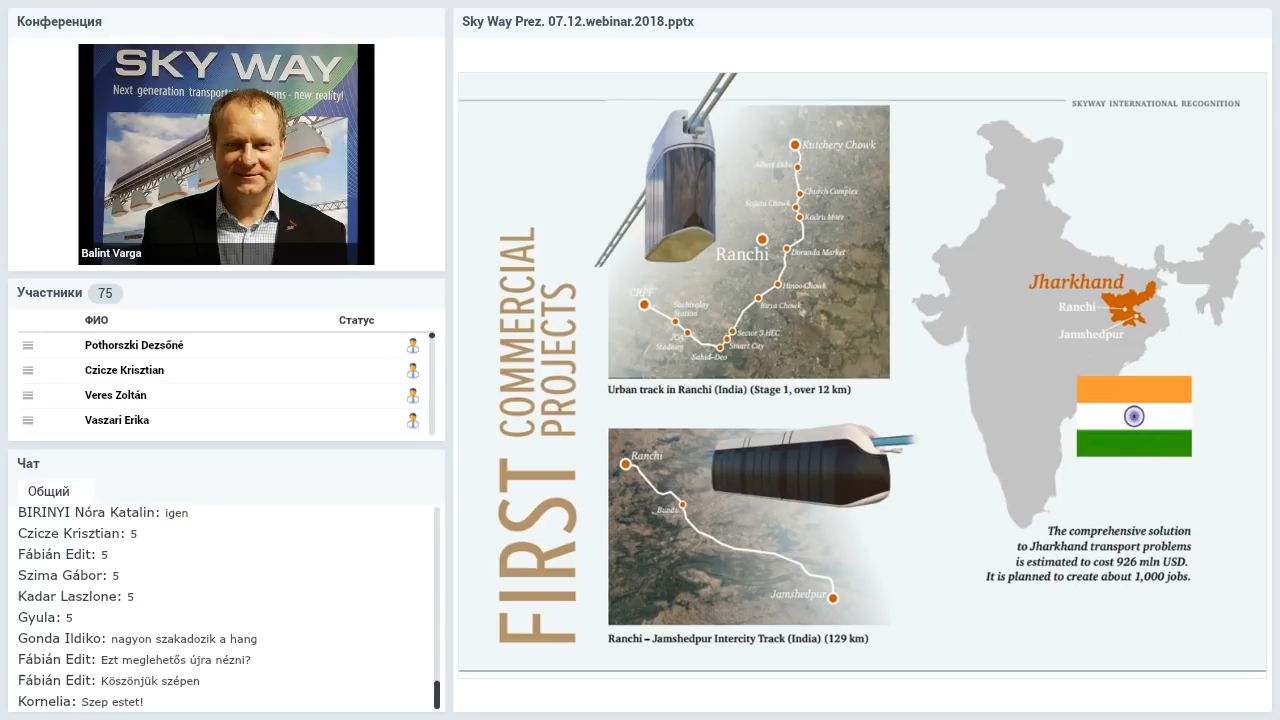 Конференция
SKY WAY
Balint Varga
Участники 75
ФИО Статус
Pothorszki Dezsőné
Czicze Krisztian
Veres Zoltán
Vaszari Erika
Чат
Общий
BIRINYI Nóra Katalin: igen
Czicze Krisztian: 5
Fábián Edit: 5
Szima Gábor: 5
Kadar Laszlone: 5
Gyula: 5
Gonda Ildiko: nagyon szakadozik a hang
Fábián Edit: Ezt meglehetős újra nézni?
Fábián Edit: Köszönjük szépen
Kornelia: Szep estet!
Sky Way Prez. 07.12.webinar.2018.pptx
SKYWAY INTERNATIONAL RECOGNITION
FIRST COMMERCIAL
PROJECTS
Kutchery Chowk
Church Complex
Kadru More
Ranchi
Doranda Market
Hinoo Chowk
Birsa Chowk
CRPF
Sector 3 HEC
Smart City
Urban track in Ranchi (India) (Stage 1, over 12 km)
Ranchi
Bundu
Jamshedpur
Ranchi – Jamshedpur Intercity Track (India) (129 km)
Jharkhand
Ranchi
Jamshedpur
The comprehensive solution
to Jharkhand transport problems
is estimated to cost 926 mln USD.
It is planned to create about 1,000 jobs.